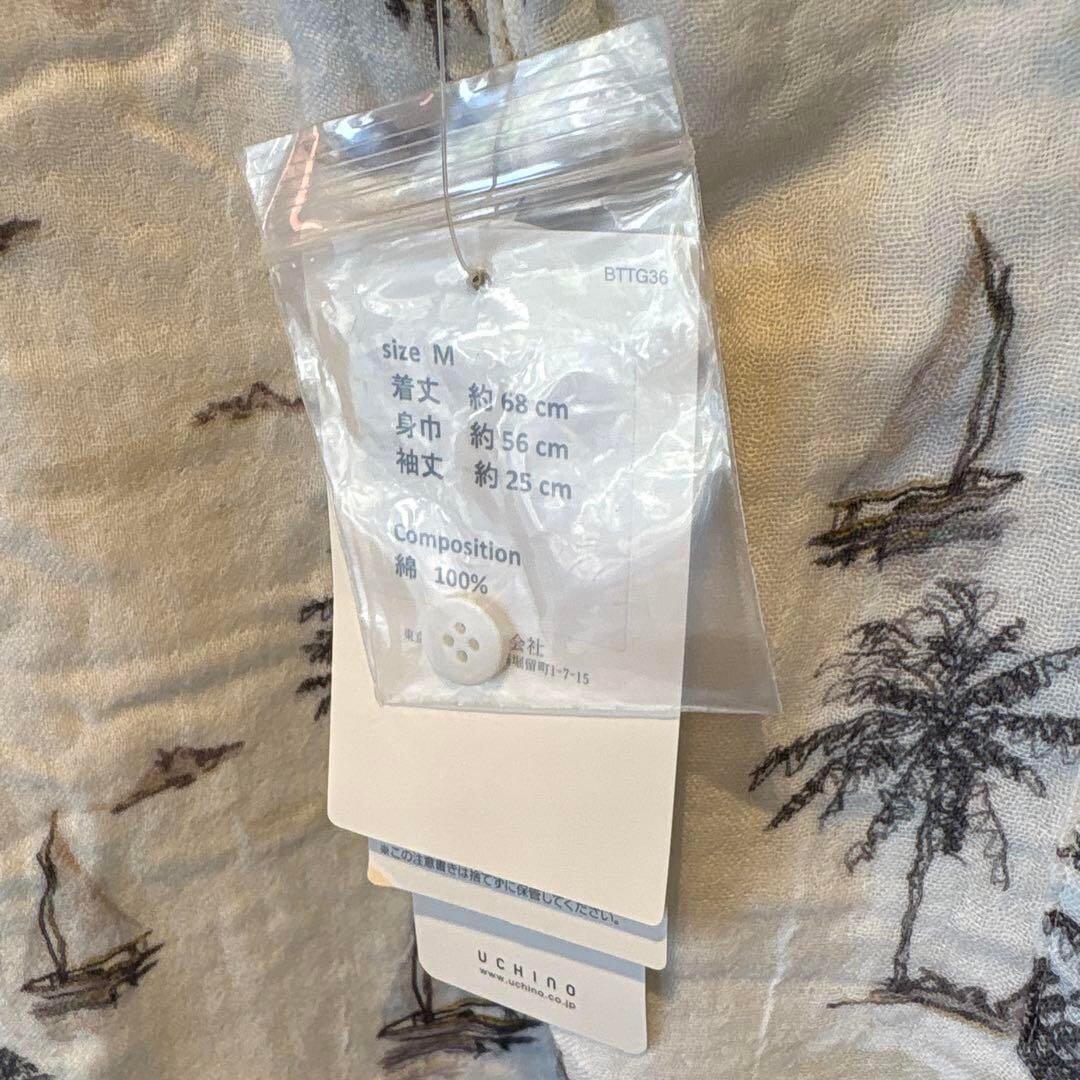 BTTG36
size M
着丈 約 68 cm
身巾 約 56 cm
袖丈 約 25 cm
Composition
綿 100%
会社
堀留町1-7-15
※この注意書きは捨てずに保管してください。
UCHINO
www.uchino.co.jp